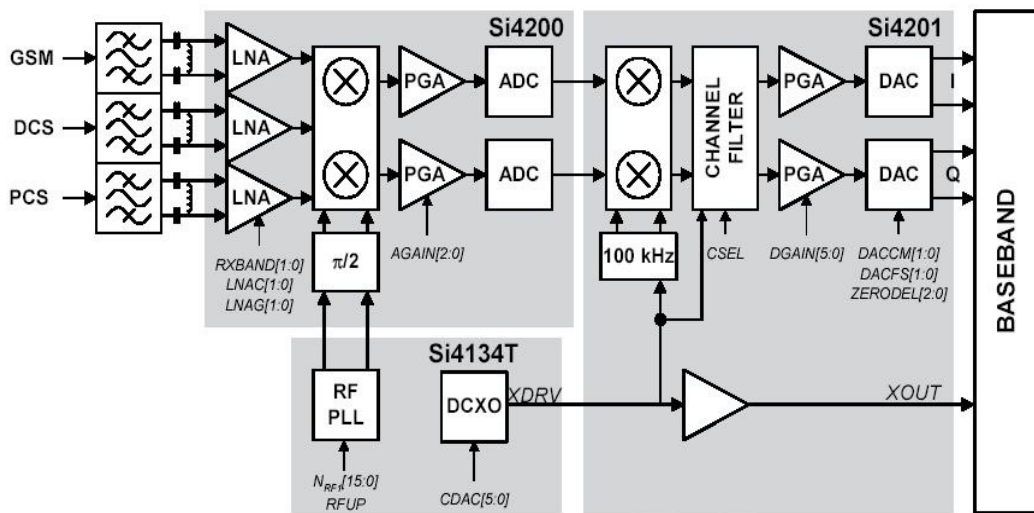 Si4200
Si4201
GSM
LNA
PGA
ADC
PGA
DAC
I
DCS
LNA
CHANNEL
FILTER
PCS
LNA
PGA
ADC
PGA
DAC
Q
RXBAND[1:0]
LNAC[1:0]
LNAG[1:0]
π/2
AGAIN[2:0]
100 kHz
CSEL
DGAIN[5:0]
DACCM[1:0]
DACFS[1:0]
ZERODEL[2:0]
BASEBAND
Si4134T
RF
PLL
DCXO
XDRV
XOUT
NRF1[15:0]
RFUP
CDAC[5:0]